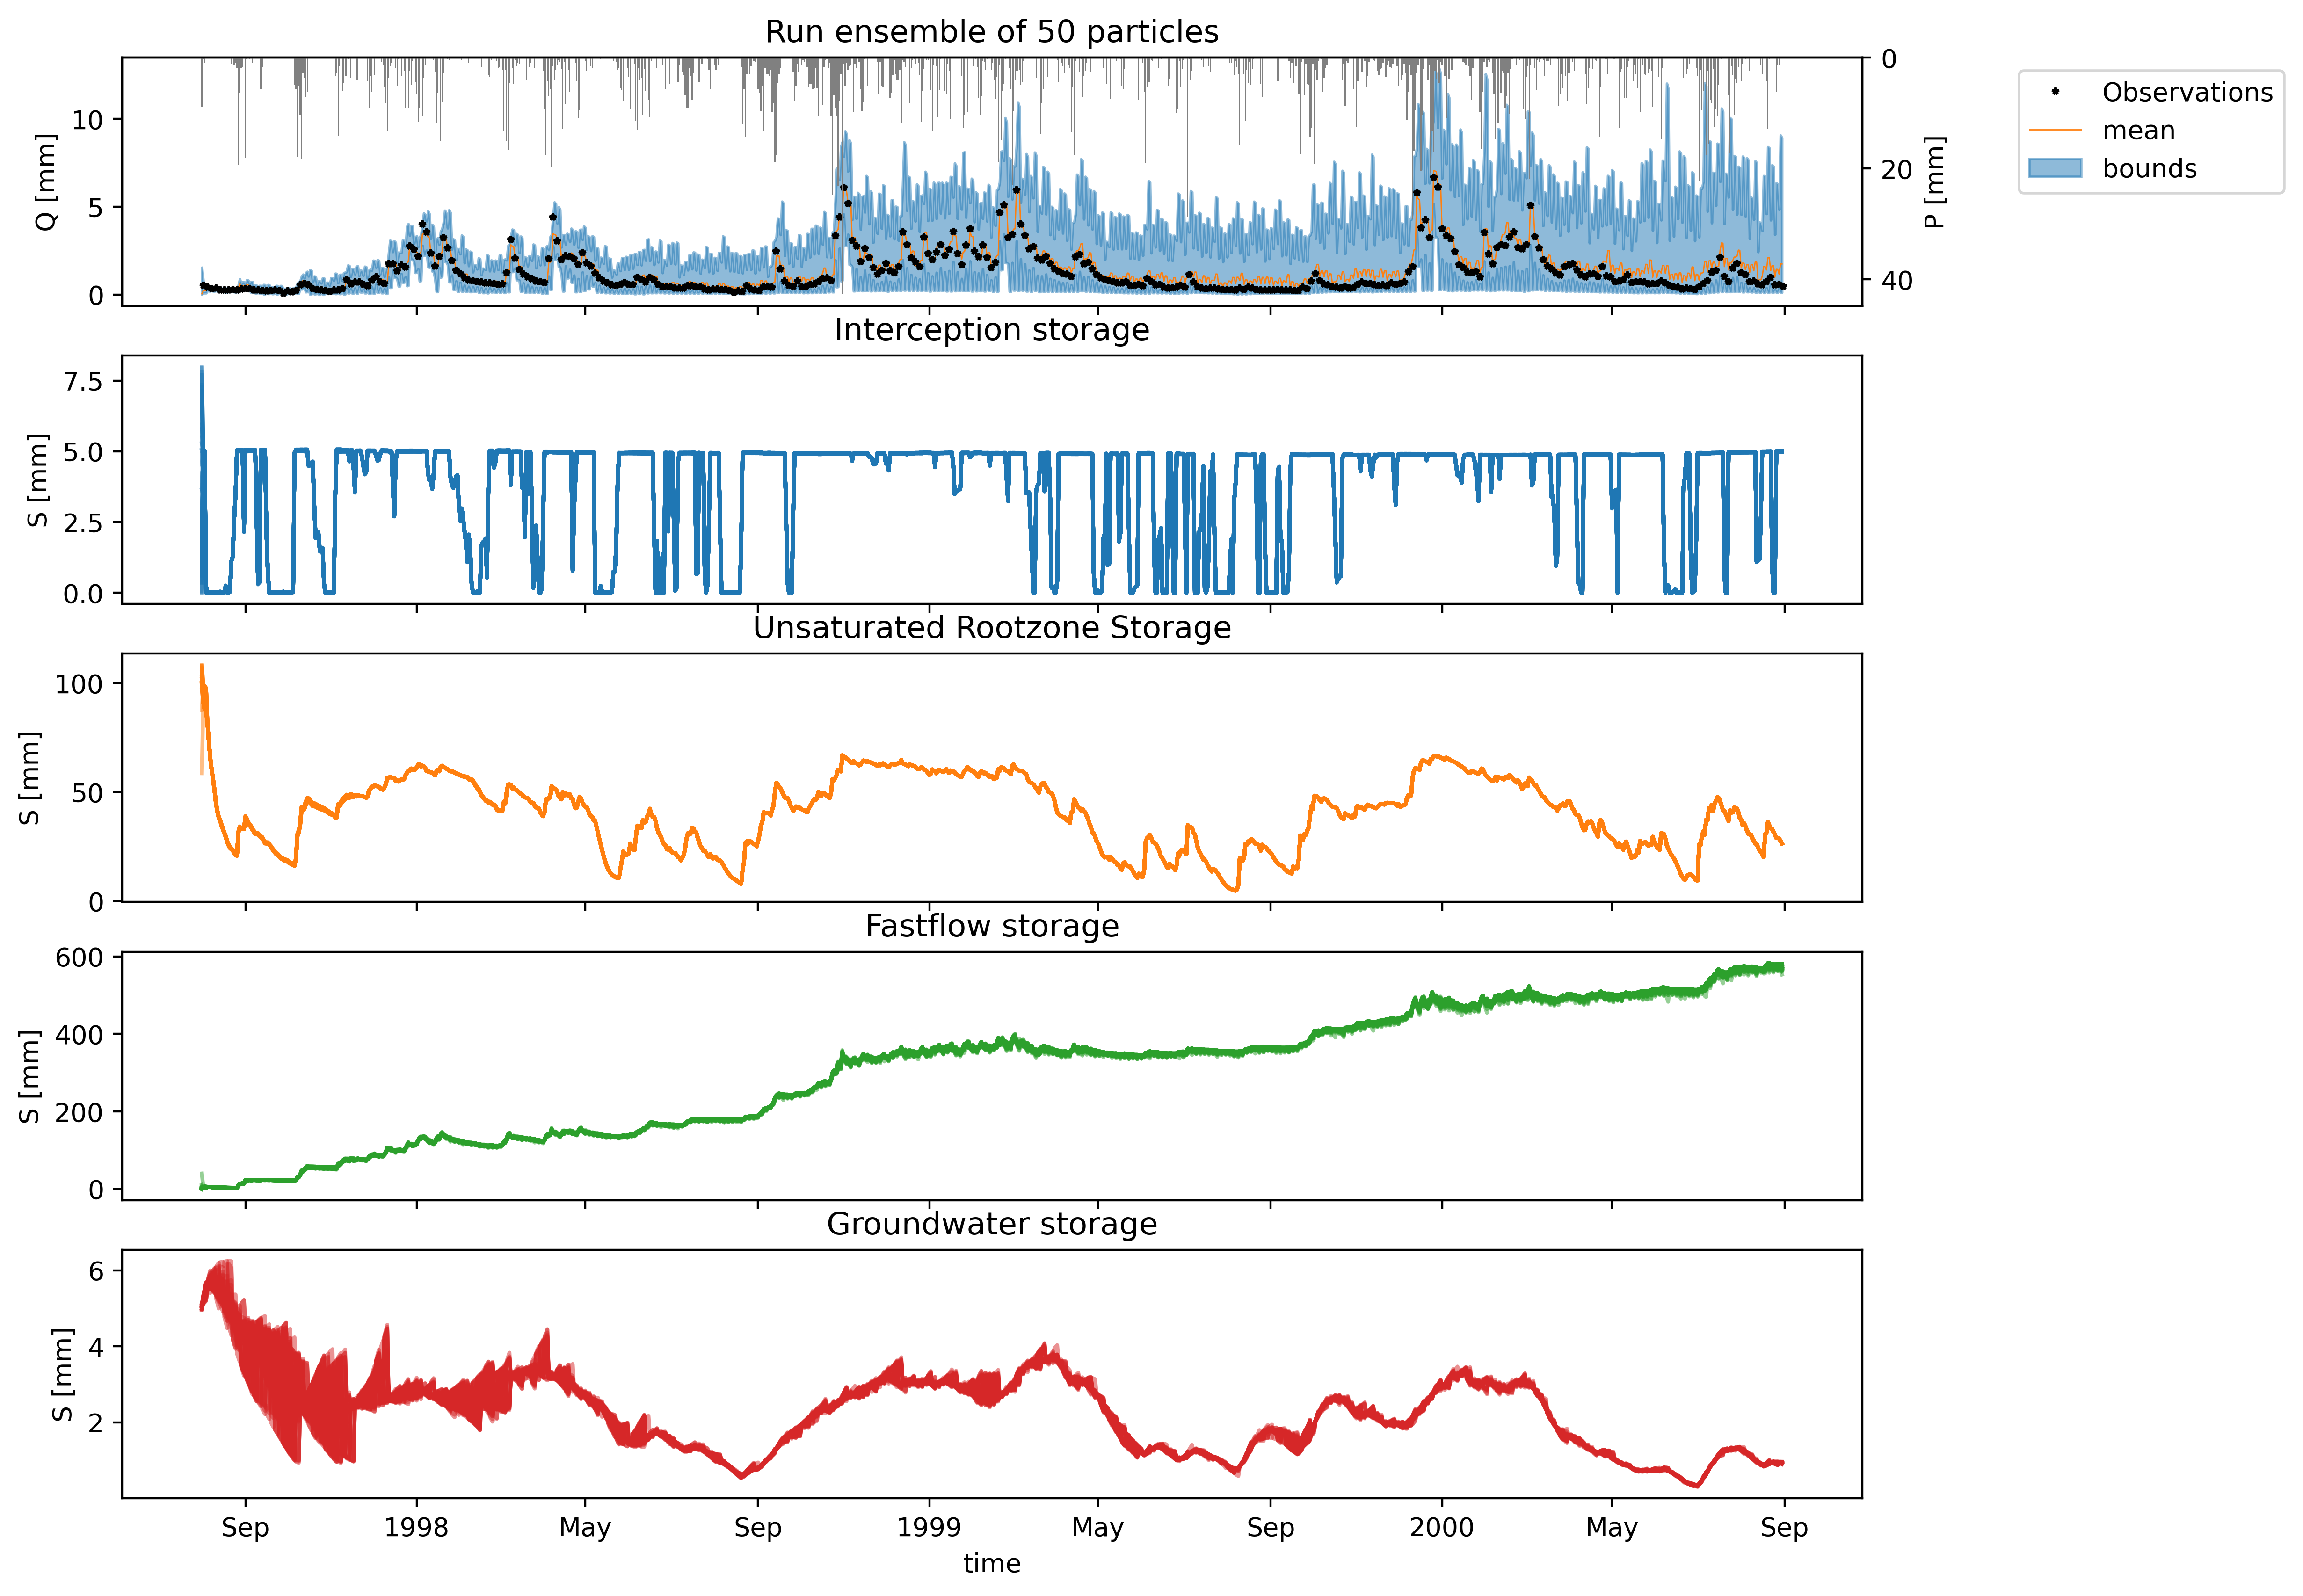 Run ensemble of 50 particles
10
5
0
Q [mm]
0
20
40
P [mm]
Observations
mean
bounds
Interception storage
7.5
5.0
2.5
0.0
S [mm]
Unsaturated Rootzone Storage
100
50
0
S [mm]
Fastflow storage
600
400
200
0
S [mm]
Groundwater storage
6
4
2
S [mm]
Sep 1998 May Sep 1999 May Sep 2000 May Sep
time